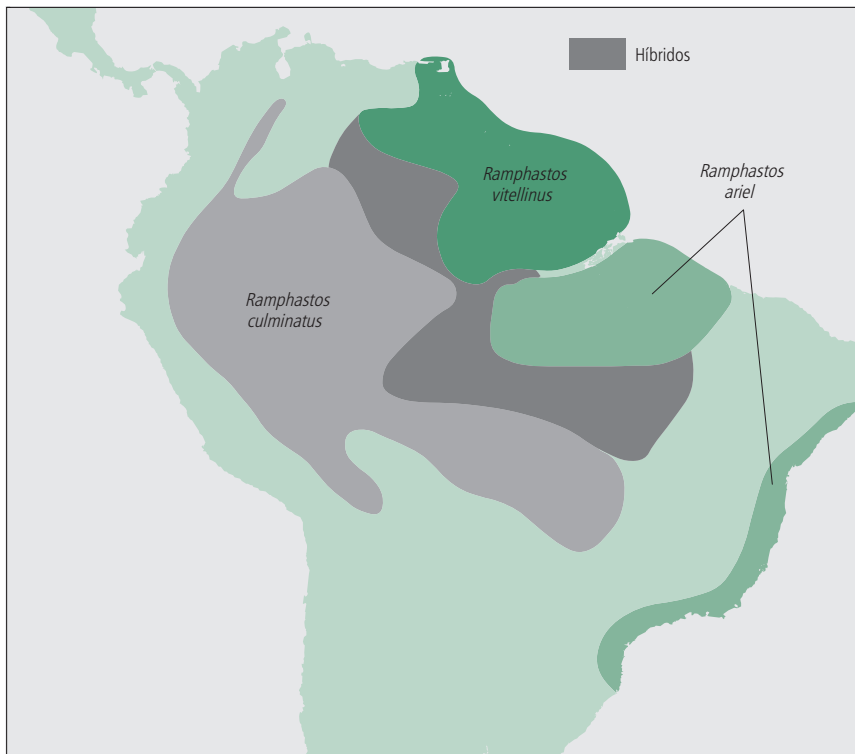 Híbridos
Ramphastos
vitellinus
Ramphastos
ariel
Ramphastos
culminatus